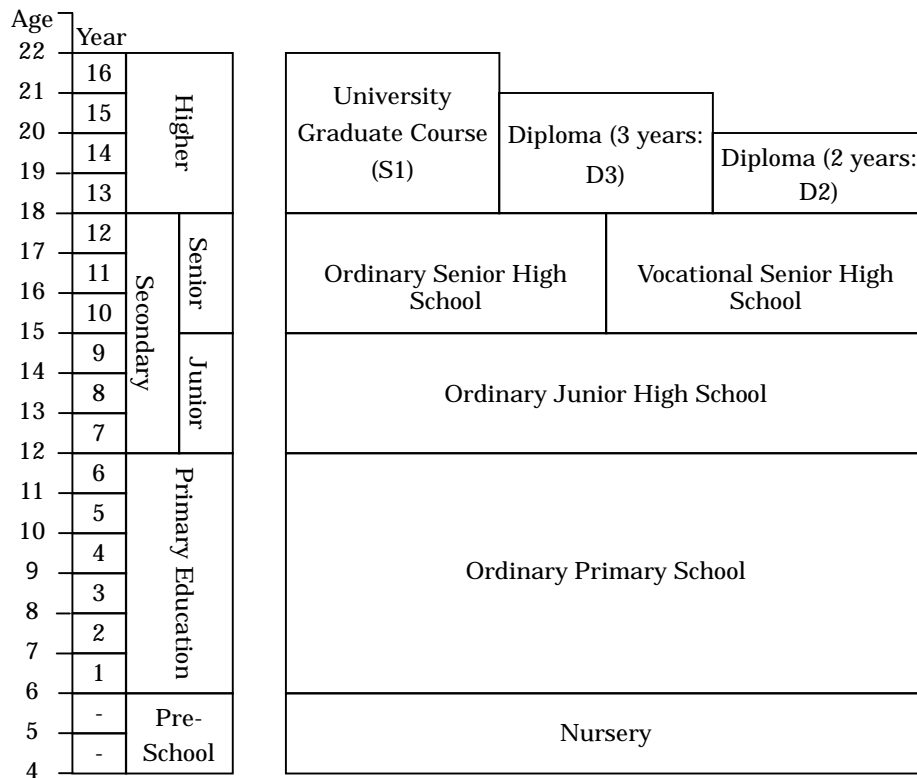 Age
Year
22
16
21
15
20
14
19
13
18
12
17
11
16
10
15
9
14
8
13
7
12
6
11
5
10
4
9
3
8
2
7
1
6
-
5
-
4
Higher
Secondary
Senior
Junior
Primary Education
Pre-
School
University
Graduate Course
(S1)
Diploma (3 years:
D3)
Diploma (2 years:
D2)
Ordinary Senior High
School
Vocational Senior High
School
Ordinary Junior High School
Ordinary Primary School
Nursery